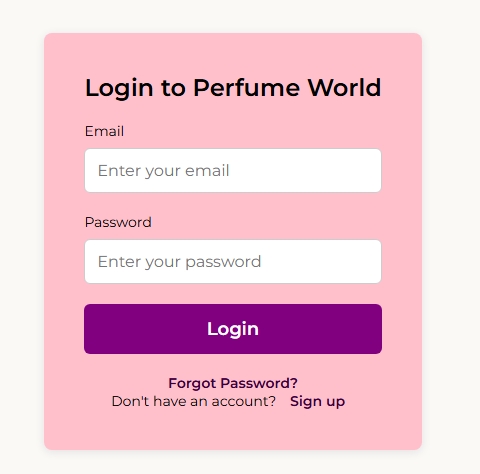 Login to Perfume World
Email
Enter your email
Password
Enter your password
Login
Forgot Password?
Don't have an account? Sign up